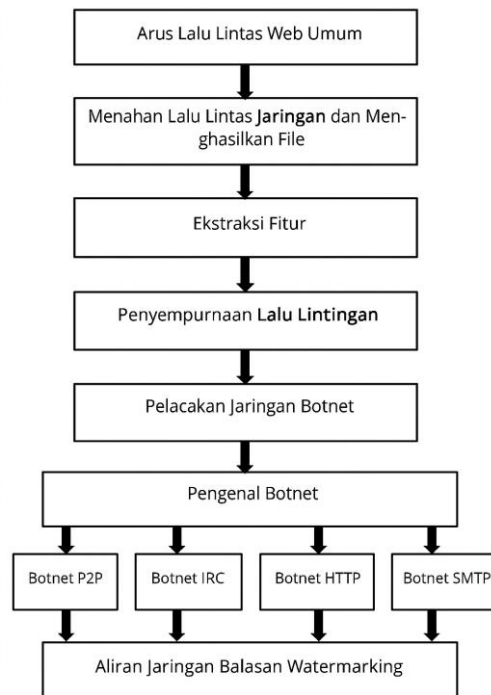 Arus Lalu Lintas Web Umum
Menahan Lalu Lintas Jaringan dan Men-
ghasilkan File
Ekstraksi Fitur
Penyempurnaan Lalu Lintingan
Pelacakan Jaringan Botnet
Pengenal Botnet
Botnet P2P
Botnet IRC
Botnet HTTP
Botnet SMTP
Aliran Jaringan Balasan Watermarking